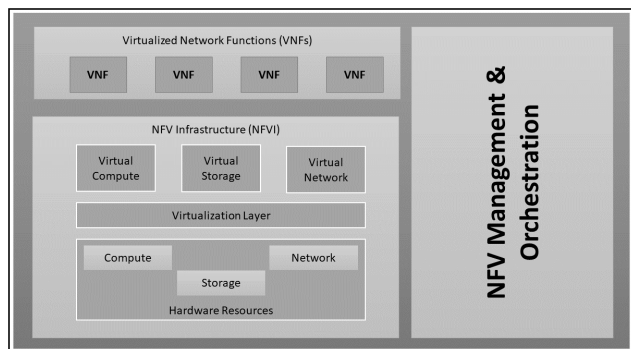 Virtualized Network Functions (VNFs)
VNF
VNF
VNF
VNF
NFV Infrastructure (NFVI)
Virtual
Compute
Virtual
Storage
Virtual
Network
Virtualization Layer
Compute
Network
Storage
Hardware Resources
NFV Management &
Orchestration